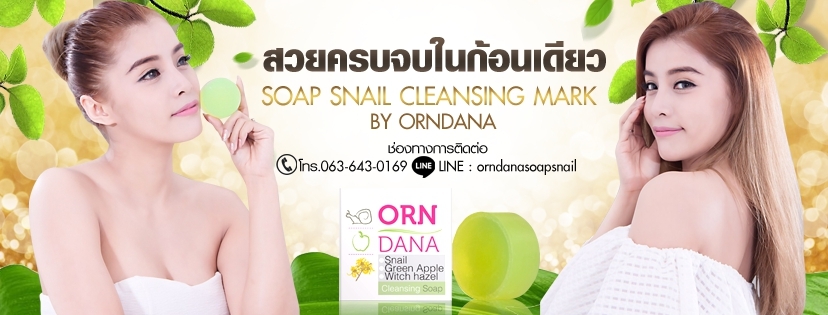 สวยครบจบในก้อนเดียว
SOAP SNAIL CLEANSING MARK
BY ORNDANA
ช่องทางการติดต่อ
โทร.063-643-0169 LINE LINE : orndanasoapsnail
ORN
DANA
Snail
Green Apple
Witch hazel
Cleansing Soap